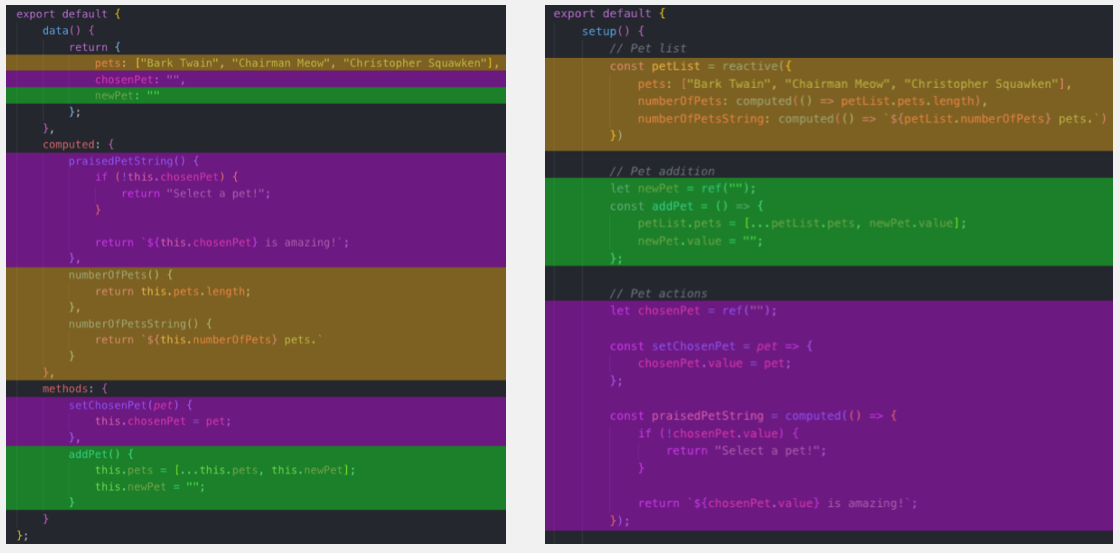 export default {
data() {
return {
pets: ["Bark Twain", "Chairman Meow", "Christopher Squawken"],
chosenPet: "",
newPet: ""
};
},
computed: {
praisedPetString() {
if (!this.chosenPet) {
return "Select a pet!";
}
return `${this.chosenPet} is amazing!`;
},
numberOfPets() {
return this.pets.length;
},
numberOfPetsString() {
return `${this.numberOfPets} pets.`
}
},
methods: {
setChosenPet(pet) {
this.chosenPet = pet;
},
addPet() {
this.pets = [...this.pets, this.newPet];
this.newPet = "";
}
}
};
export default {
setup() {
// Pet list
const petList = reactive({
pets: ["Bark Twain", "Chairman Meow", "Christopher Squawken"],
numberOfPets: computed(() => petList.pets.length),
numberOfPetsString: computed(() => `${petList.numberOfPets} pets.`)
})
// Pet addition
let newPet = ref("");
const addPet = () => {
petList.pets = [...petList.pets, newPet.value];
newPet.value = "";
};
// Pet actions
let chosenPet = ref("");
const setChosenPet = pet => {
chosenPet.value = pet;
};
const praisedPetString = computed(() => {
if (!chosenPet.value) {
return "Select a pet!";
}
return `${chosenPet.value} is amazing!`;
});